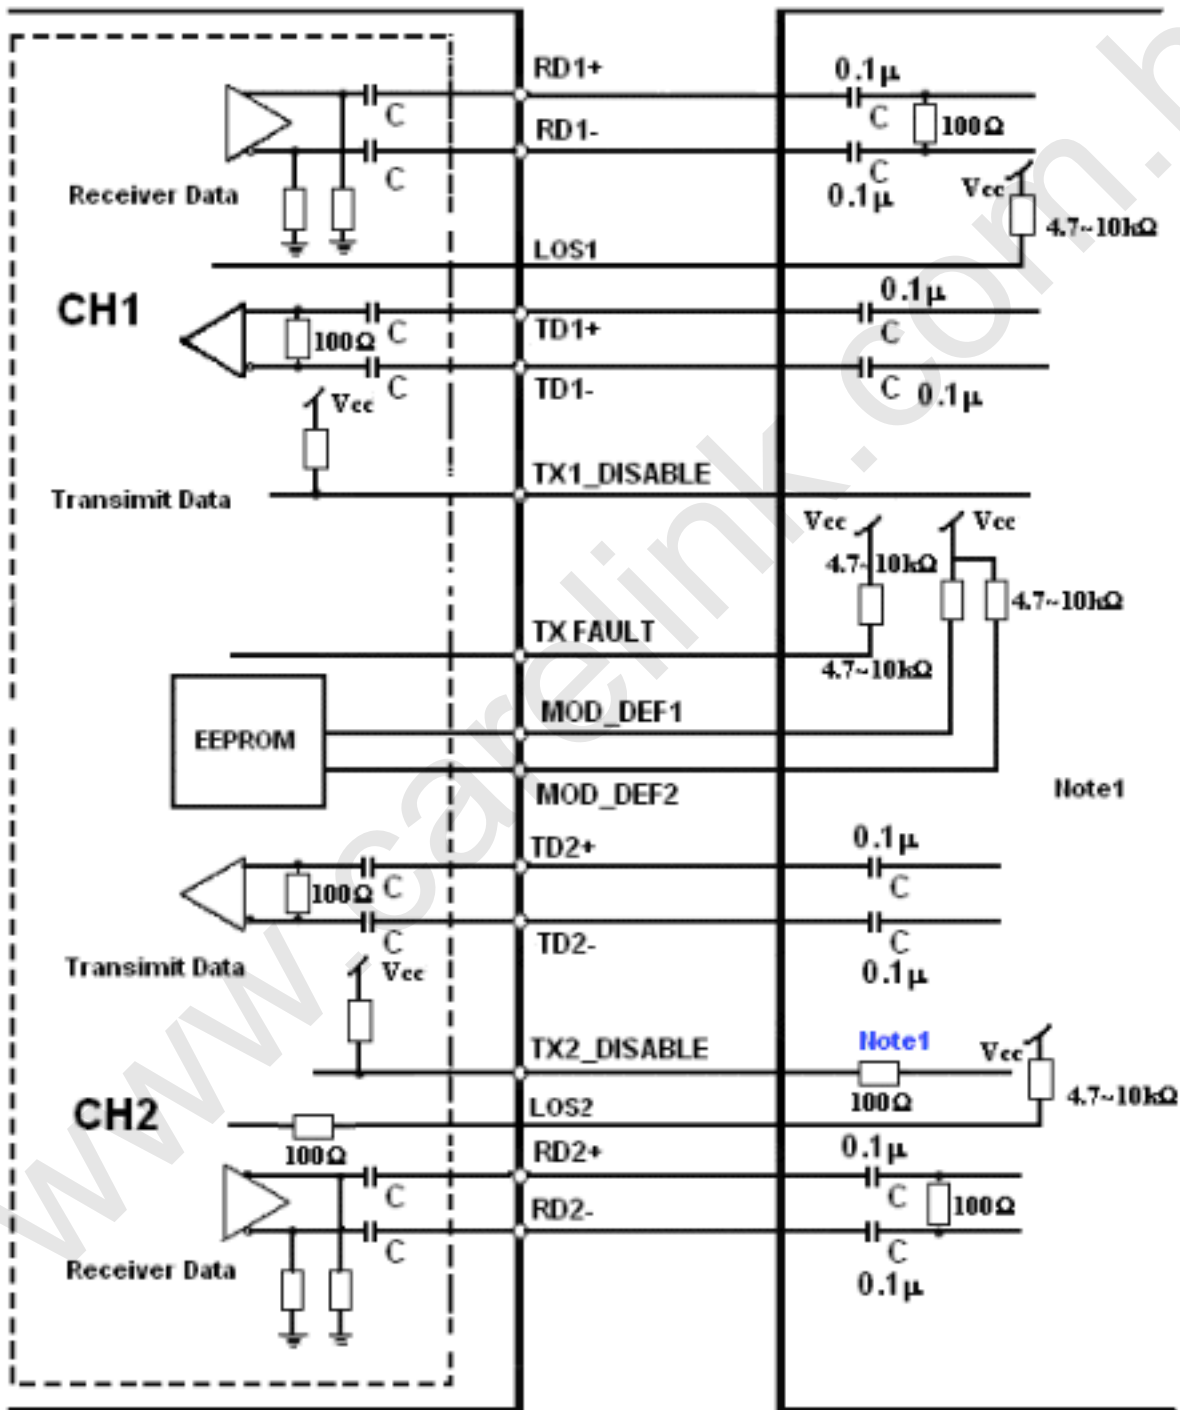 RD1+
0.1µ
C
C
100Ω
RD1-
C
C
Receiver Data
0.1µ
Vcc
4.7~10kΩ
LOS1
CH1
0.1µ
100Ω
C
TD1+
C
C
TD1-
C
0.1µ
Vcc
TX1_DISABLE
Transimit Data
Vcc
Vcc
4.7~10kΩ
4.7~10kΩ
TX FAULT
4.7~10kΩ
MOD_DEF1
EEPROM
MOD_DEF2
Note1
TD2+
0.1µ
100Ω
C
C
C
TD2-
C
Transimit Data
Vcc
0.1µ
TX2_DISABLE
Note1
Vcc
100Ω
4.7~10kΩ
CH2
LOS2
100Ω
RD2+
0.1µ
C
C
100Ω
RD2-
C
C
Receiver Data
0.1µ
www.carelink.com.h